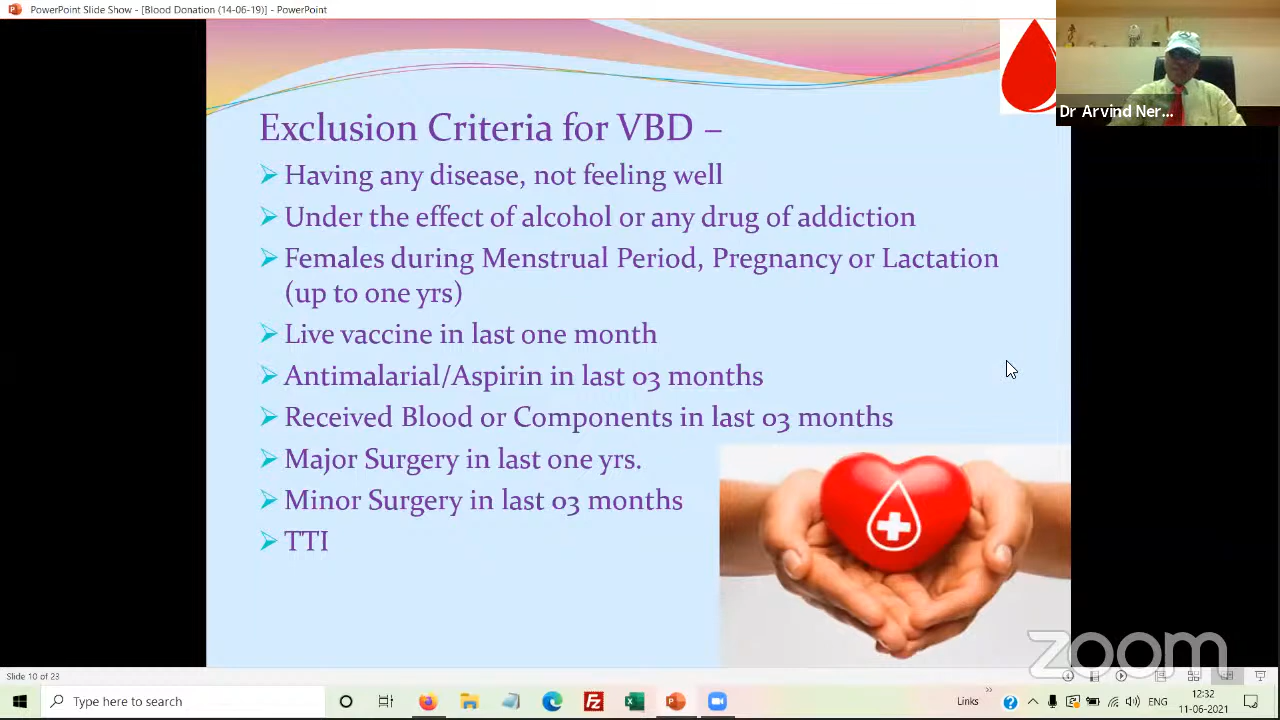 PowerPoint Slide Show - [Blood Donation (14-06-19)] - PowerPoint
Dr Arvind Ner...
Exclusion Criteria for VBD –
Having any disease, not feeling well
Under the effect of alcohol or any drug of addiction
Females during Menstrual Period, Pregnancy or Lactation
(up to one yrs)
Live vaccine in last one month
Antimalarial/Aspirin in last 03 months
Received Blood or Components in last 03 months
Major Surgery in last one yrs.
Minor Surgery in last 03 months
TTI
zoom
Slide 10 of 23
Type here to search
Links
ENG
12:32
11-06-2021